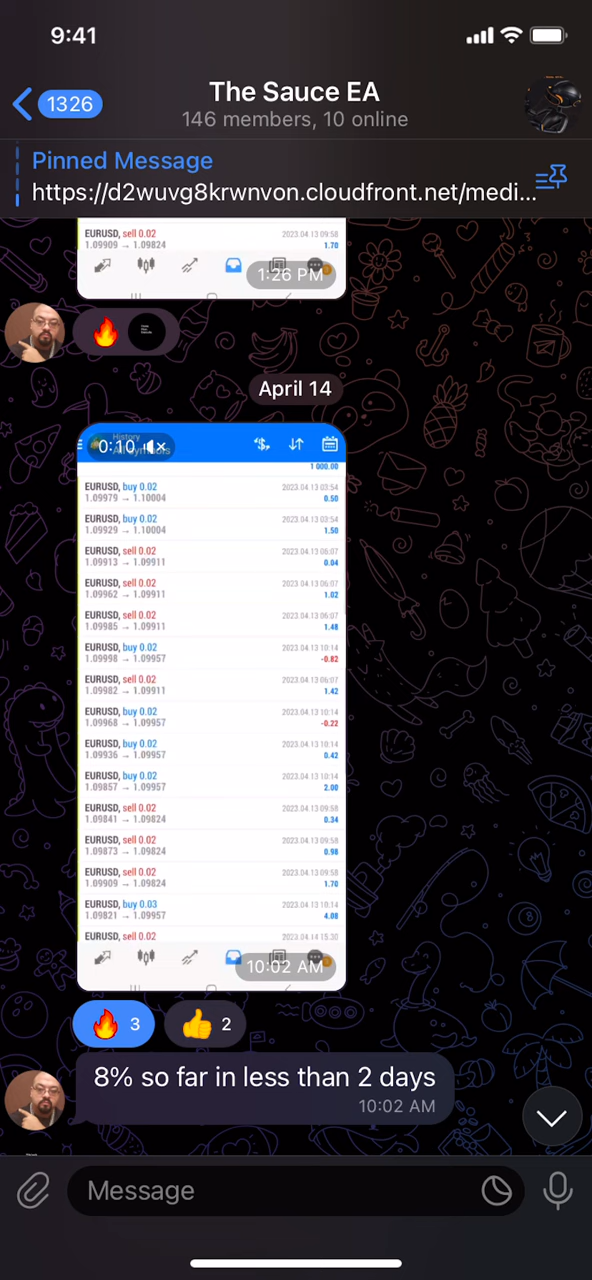 9:41
1326
The Sauce EA
146 members, 10 online
Pinned Message
https://d2wuvg8krwnvon.cloudfront.net/medi...
EURUSD, sell 0.02 2023.04.13 09:58
1.09909 → 1.09824 1.70
1:26 PM
April 14
0:10
History
1 000.00
EURUSD, buy 0.02 2023.04.13 03:54
1.09979 → 1.10004 0.50
EURUSD, buy 0.02 2023.04.13 03:54
1.09929 → 1.10004 1.50
EURUSD, sell 0.02 2023.04.13 06:07
1.09913 → 1.09911 0.04
EURUSD, sell 0.02 2023.04.13 06:07
1.09962 → 1.09911 1.02
EURUSD, sell 0.02 2023.04.13 06:07
1.09985 → 1.09911 1.48
EURUSD, buy 0.02 2023.04.13 10:14
1.09998 → 1.09957 -0.82
EURUSD, sell 0.02 2023.04.13 06:07
1.09982 → 1.09911 1.42
EURUSD, buy 0.02 2023.04.13 10:14
1.09968 → 1.09957 -0.22
EURUSD, buy 0.02 2023.04.13 10:14
1.09936 → 1.09957 0.42
EURUSD, buy 0.02 2023.04.13 10:14
1.09857 → 1.09957 2.00
EURUSD, sell 0.02 2023.04.13 09:58
1.09841 → 1.09824 0.34
EURUSD, sell 0.02 2023.04.13 09:58
1.09873 → 1.09824 0.98
EURUSD, sell 0.02 2023.04.13 09:58
1.09909 → 1.09824 1.70
EURUSD, buy 0.03 2023.04.13 10:14
1.09821 → 1.09957 4.08
EURUSD, sell 0.02 2023.04.14 15:30
10:02 AM
3
2
8% so far in less than 2 days
10:02 AM
Message